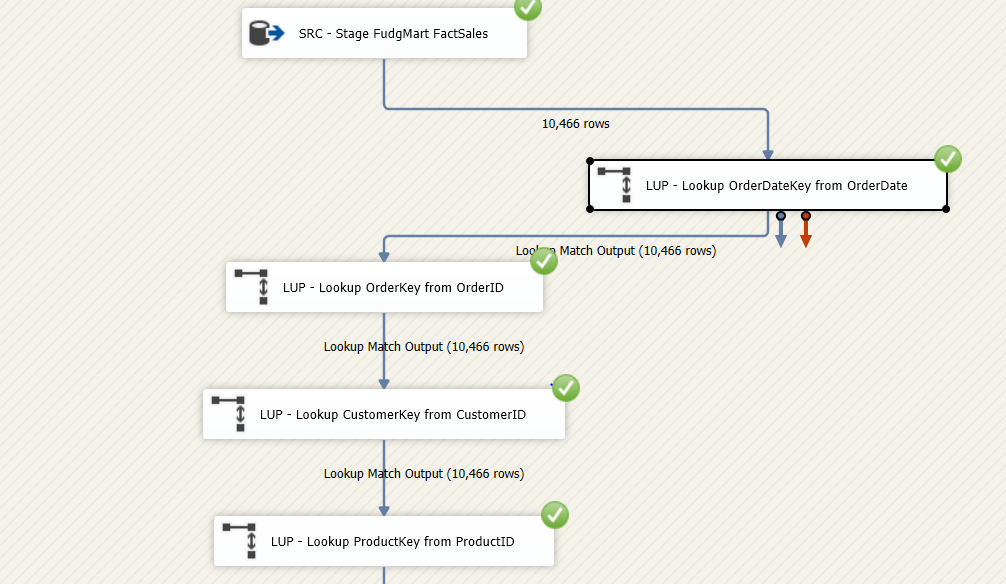 SRC - Stage FudgMart FactSales
10,466 rows
LUP - Lookup OrderDateKey from OrderDate
Lookup Match Output (10,466 rows)
LUP - Lookup OrderKey from OrderID
Lookup Match Output (10,466 rows)
LUP - Lookup CustomerKey from CustomerID
Lookup Match Output (10,466 rows)
LUP - Lookup ProductKey from ProductID